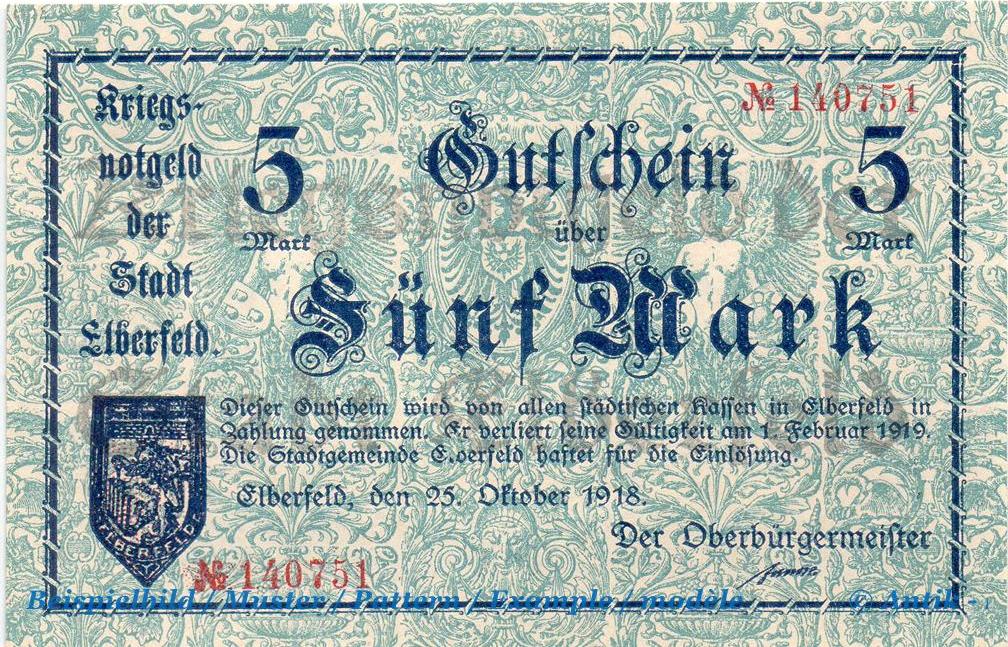 Kriegs-
notgeld
der
Stadt
Elberfeld.
№ 140751
5
Mark
Gutschein
über
5
Mark
Fünf Mark
Dieser Gutschein wird von allen städtischen Kassen in Elberfeld in
Zahlung genommen. Er verliert seine Gültigkeit am 1. Februar 1919.
Die Stadtgemeinde Elberfeld haftet für die Einlösung.
Elberfeld, den 25. Oktober 1918.
Der Oberbürgermeister
ELBERFELD
№ 140751
Beispielbild / Muster / Pattern / Example / modèle
© Antik -